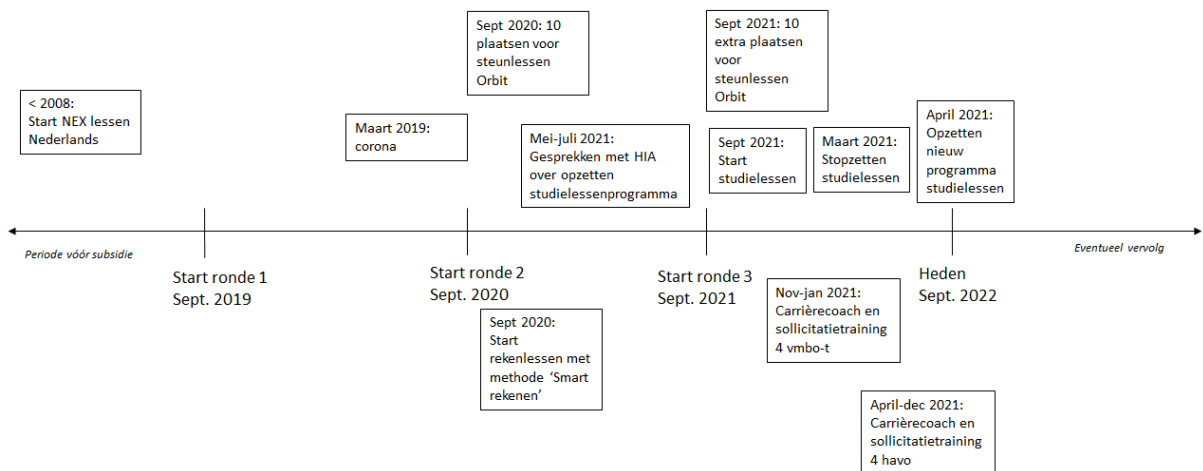 Sept 2020: 10
plaatsen voor
steunlessen
Orbit
Sept 2021: 10
extra plaatsen
voor
steunlessen
Orbit
< 2008:
Start NEX lessen
Nederlands
Maart 2019:
corona
Mei-juli 2021:
Gesprekken met HIA
over opzetten
studielessenprogramma
Sept 2021:
Start
studielessen
Maart 2021:
Stopzetten
studielessen
April 2021:
Opzetten
nieuw
programma
studielessen
Periode vóór subsidie
Eventueel vervolg
Start ronde 1
Sept. 2019
Start ronde 2
Sept. 2020
Start ronde 3
Sept. 2021
Heden
Sept. 2022
Sept 2020:
Start
rekenlessen met
methode ‘Smart
rekenen’
Nov-jan 2021:
Carrièrecoach en
sollicitatietraining
4 vmbo-t
April-dec 2021:
Carrièrecoach en
sollicitatietraining
4 havo